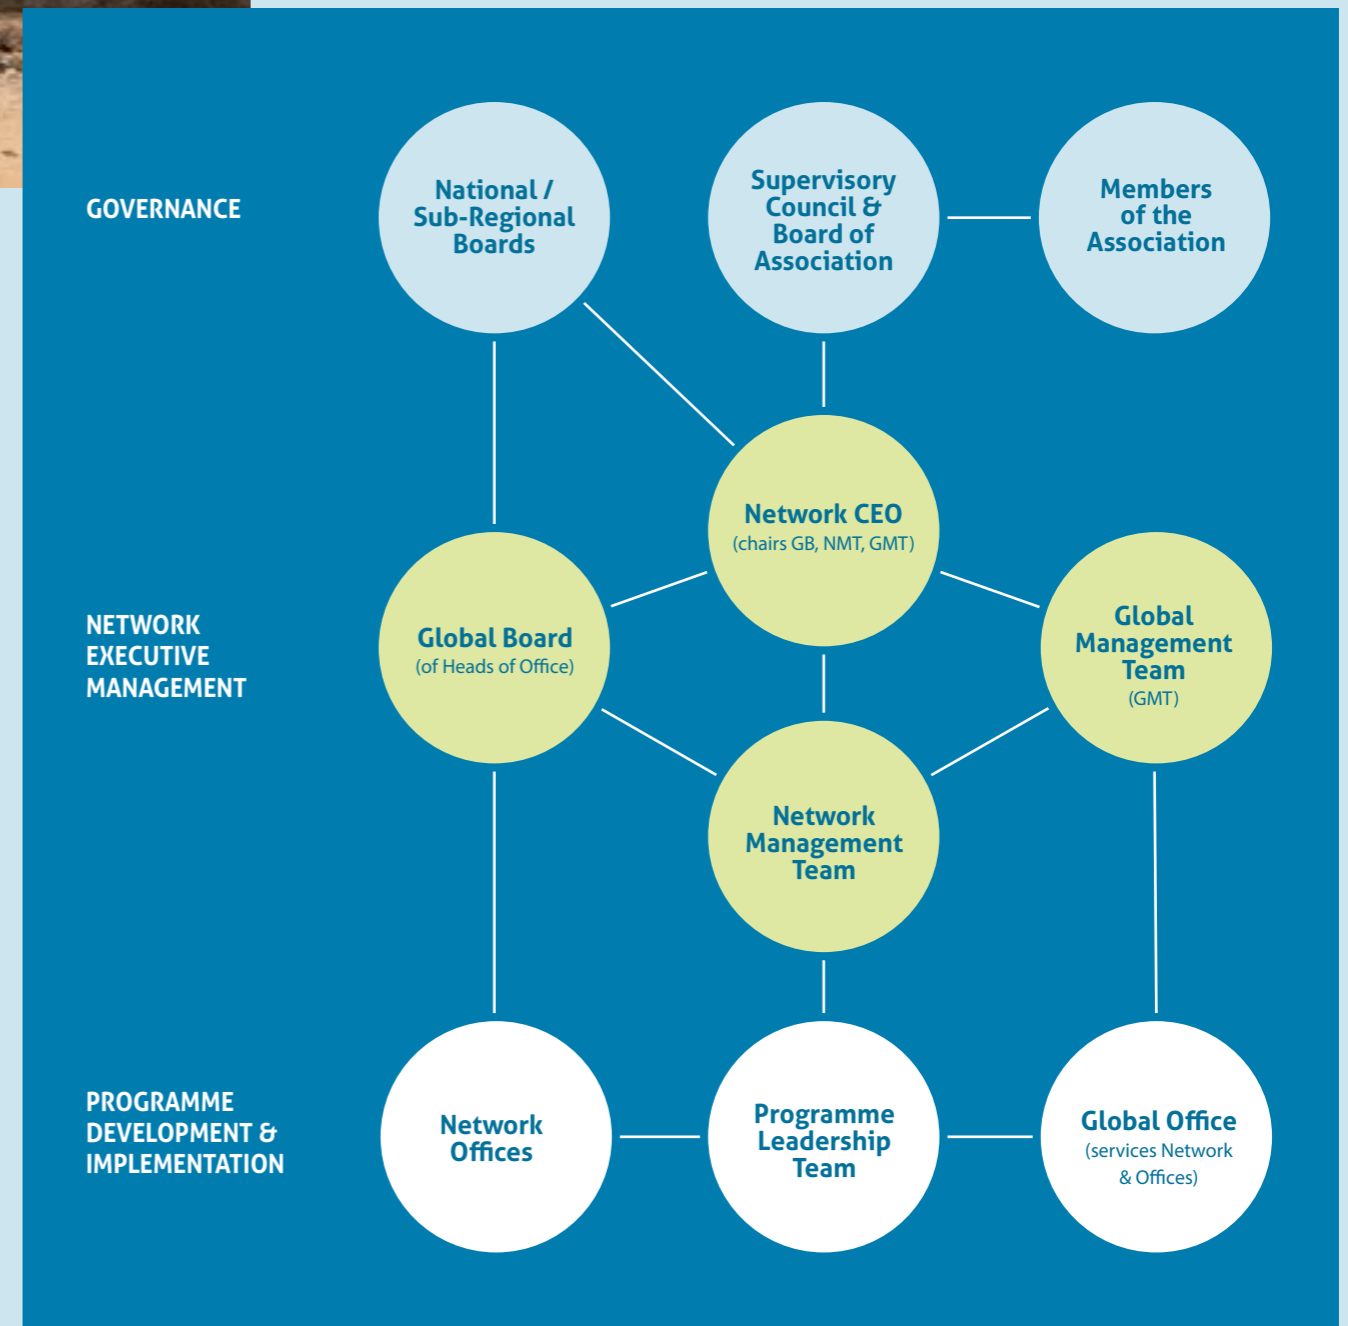 GOVERNANCE
National /
Sub-Regional
Boards
Supervisory
Council &
Board of
Association
Members
of the
Association
NETWORK
EXECUTIVE
MANAGEMENT
Network CEO
(chairs GB, NMT, GMT)
Global Board
(of Heads of Office)
Global
Management
Team
(GMT)
Network
Management
Team
PROGRAMME
DEVELOPMENT &
IMPLEMENTATION
Network
Offices
Programme
Leadership
Team
Global Office
(services Network
& Offices)